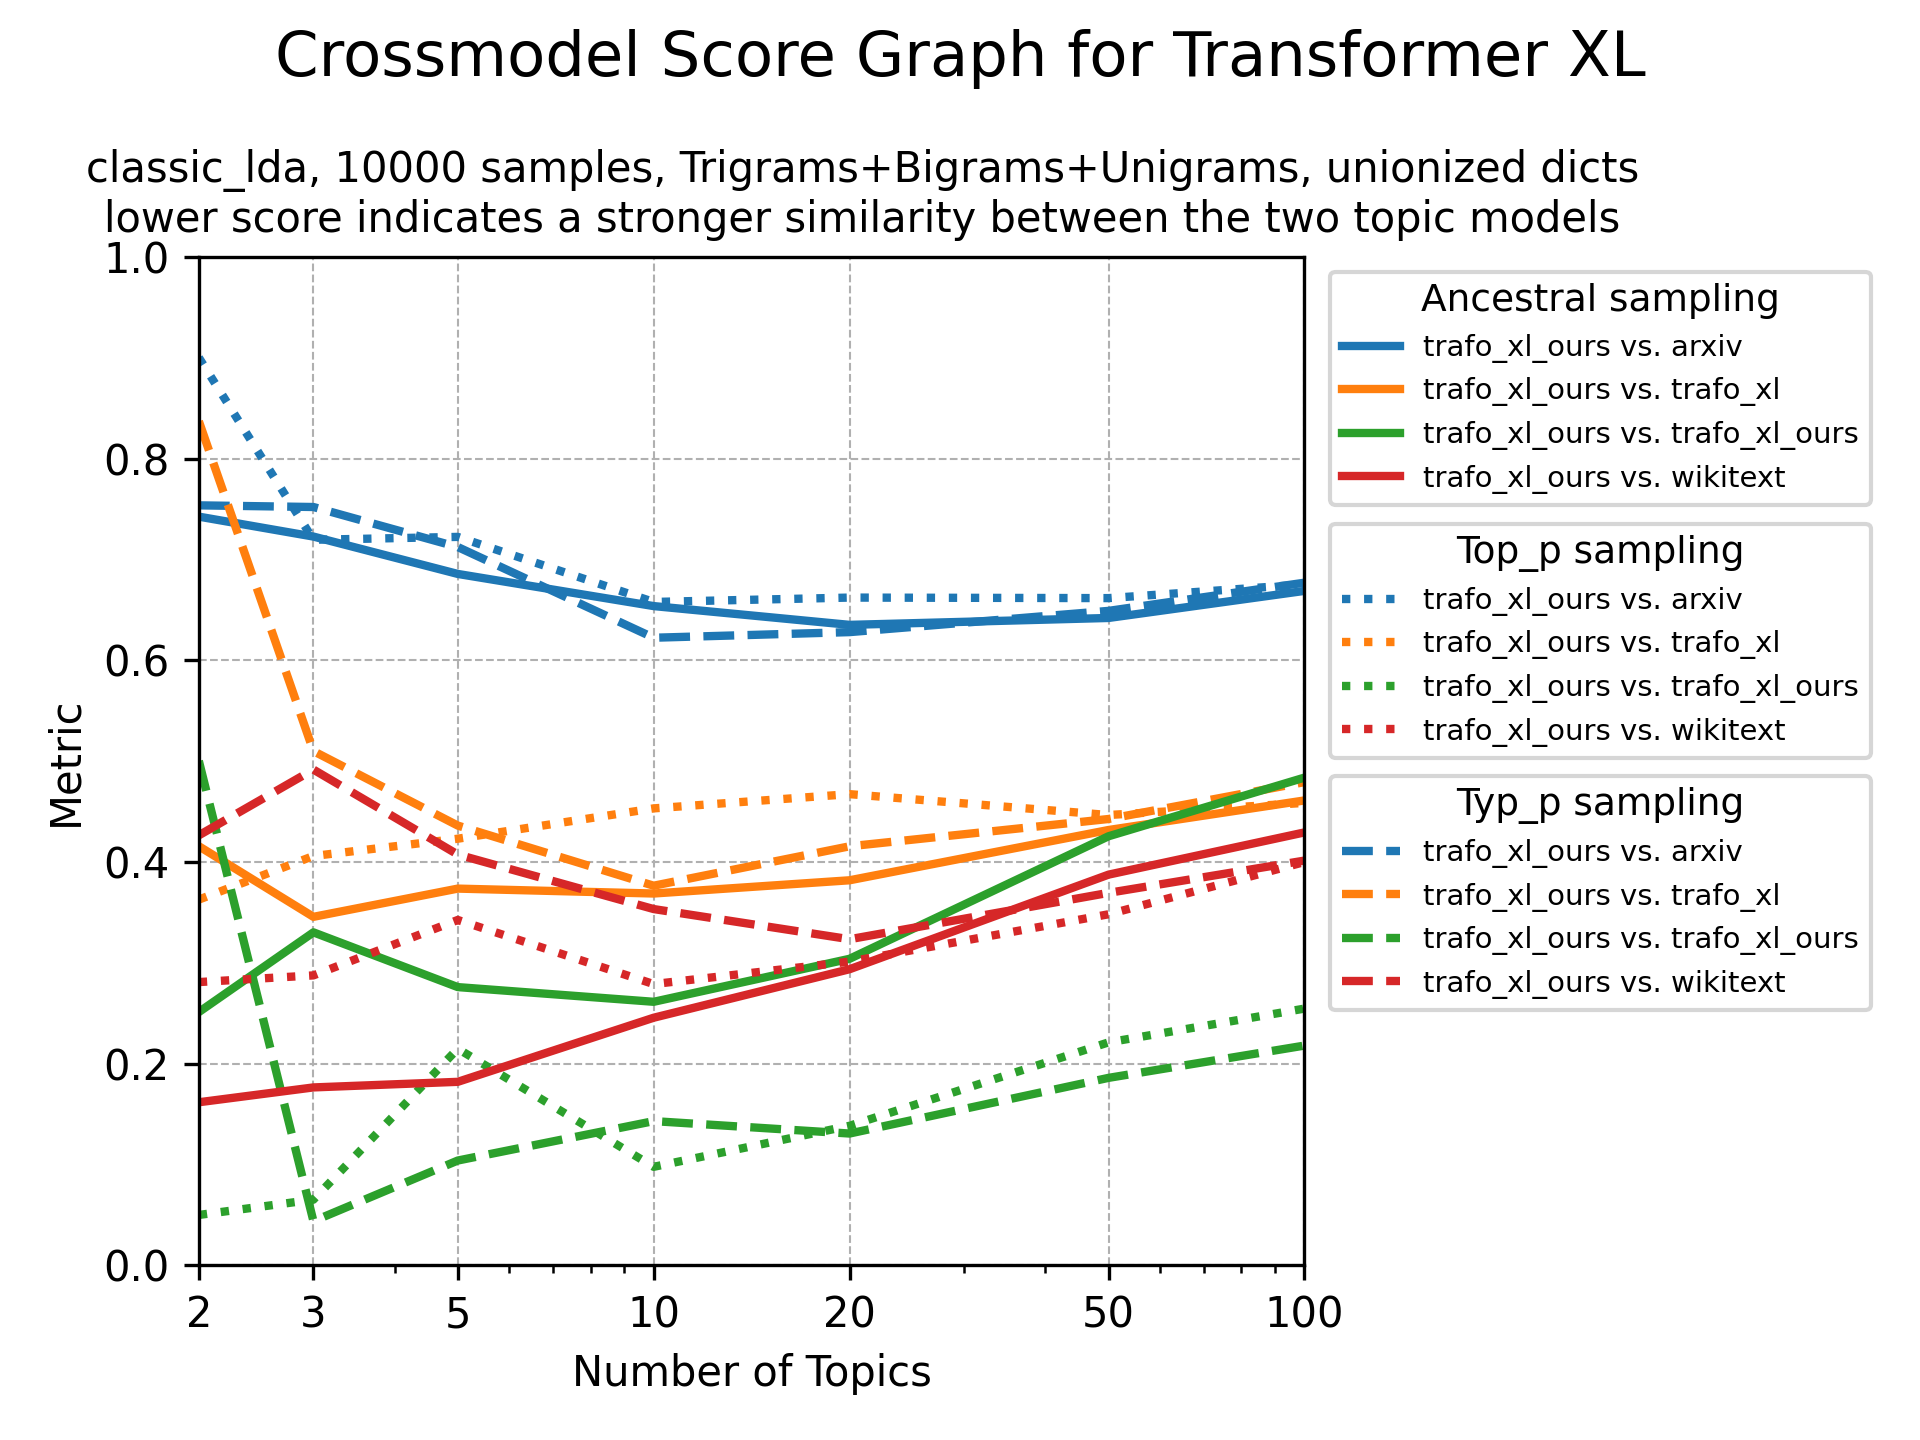 Crossmodel Score Graph for Transformer XL
classic_lda, 10000 samples, Trigrams+Bigrams+Unigrams, unionized dicts
lower score indicates a stronger similarity between the two topic models
1.0
0.8
0.6
0.4
0.2
0.0
Metric
2 3 5 10 20 50 100
Number of Topics
Ancestral sampling
trafo_xl_ours vs. arxiv
trafo_xl_ours vs. trafo_xl
trafo_xl_ours vs. trafo_xl_ours
trafo_xl_ours vs. wikitext
Top_p sampling
trafo_xl_ours vs. arxiv
trafo_xl_ours vs. trafo_xl
trafo_xl_ours vs. trafo_xl_ours
trafo_xl_ours vs. wikitext
Typ_p sampling
trafo_xl_ours vs. arxiv
trafo_xl_ours vs. trafo_xl
trafo_xl_ours vs. trafo_xl_ours
trafo_xl_ours vs. wikitext